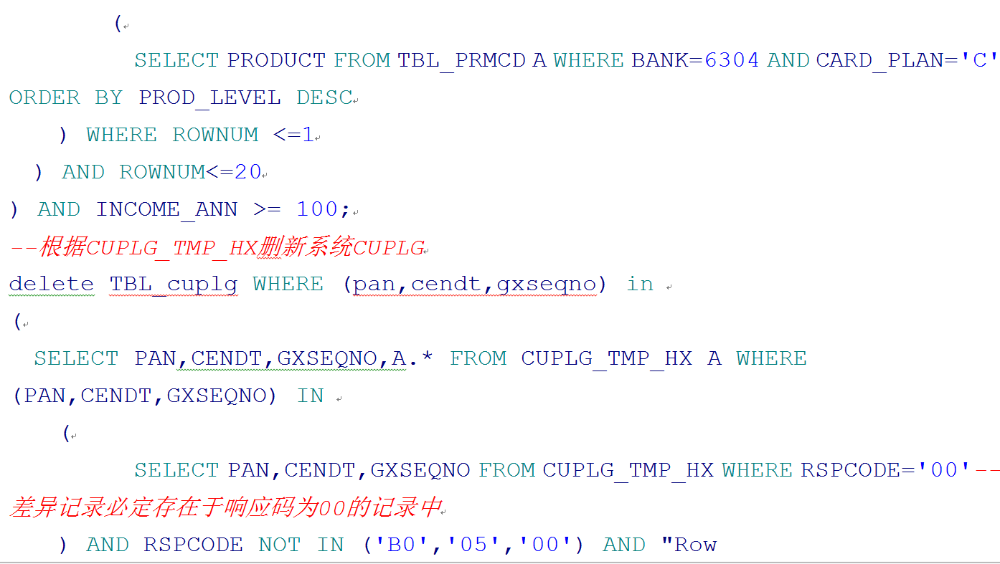 (
SELECT PRODUCT FROM TBL_PRMCD A WHERE BANK=6304 AND CARD_PLAN='C'
ORDER BY PROD_LEVEL DESC
) WHERE ROWNUM <=1
) AND ROWNUM<=20
) AND INCOME_ANN >= 100;
--根据CUPLG_TMP_HX删新系统CUPLG
delete TBL_cuplg WHERE (pan,cendt,gxseqno) in
(
SELECT PAN,CENDT,GXSEQNO,A.* FROM CUPLG_TMP_HX A WHERE
(PAN,CENDT,GXSEQNO) IN
(
SELECT PAN,CENDT,GXSEQNO FROM CUPLG_TMP_HX WHERE RSPCODE='00'--
差异记录必定存在于响应码为00的记录中
) AND RSPCODE NOT IN ('B0','05','00') AND "Row